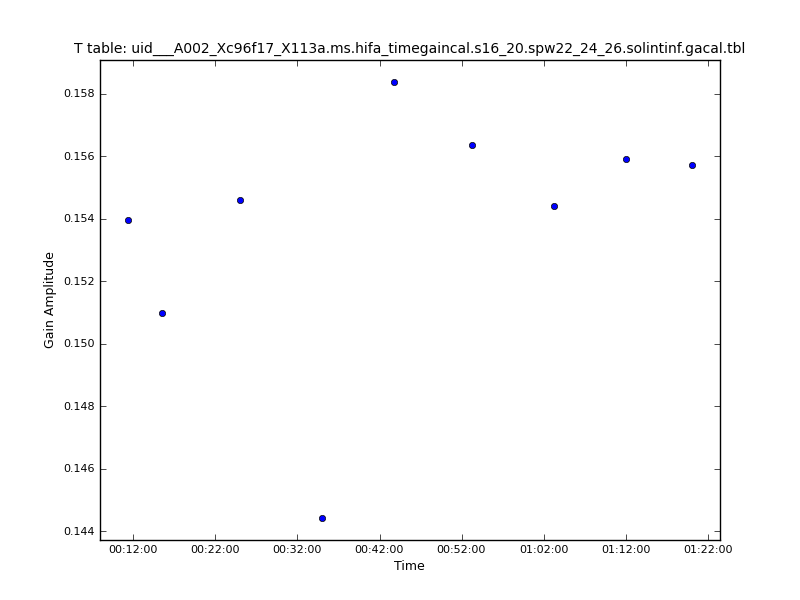 T table: uid___A002_Xc96f17_X113a.ms.hifa_timegaincal.s16_20.spw22_24_26.solintinf.gacal.tbl
0.158
0.156
0.154
0.152
0.150
0.148
0.146
0.144
Gain Amplitude
00:12:00 00:22:00 00:32:00 00:42:00 00:52:00 01:02:00 01:12:00 01:22:00
Time